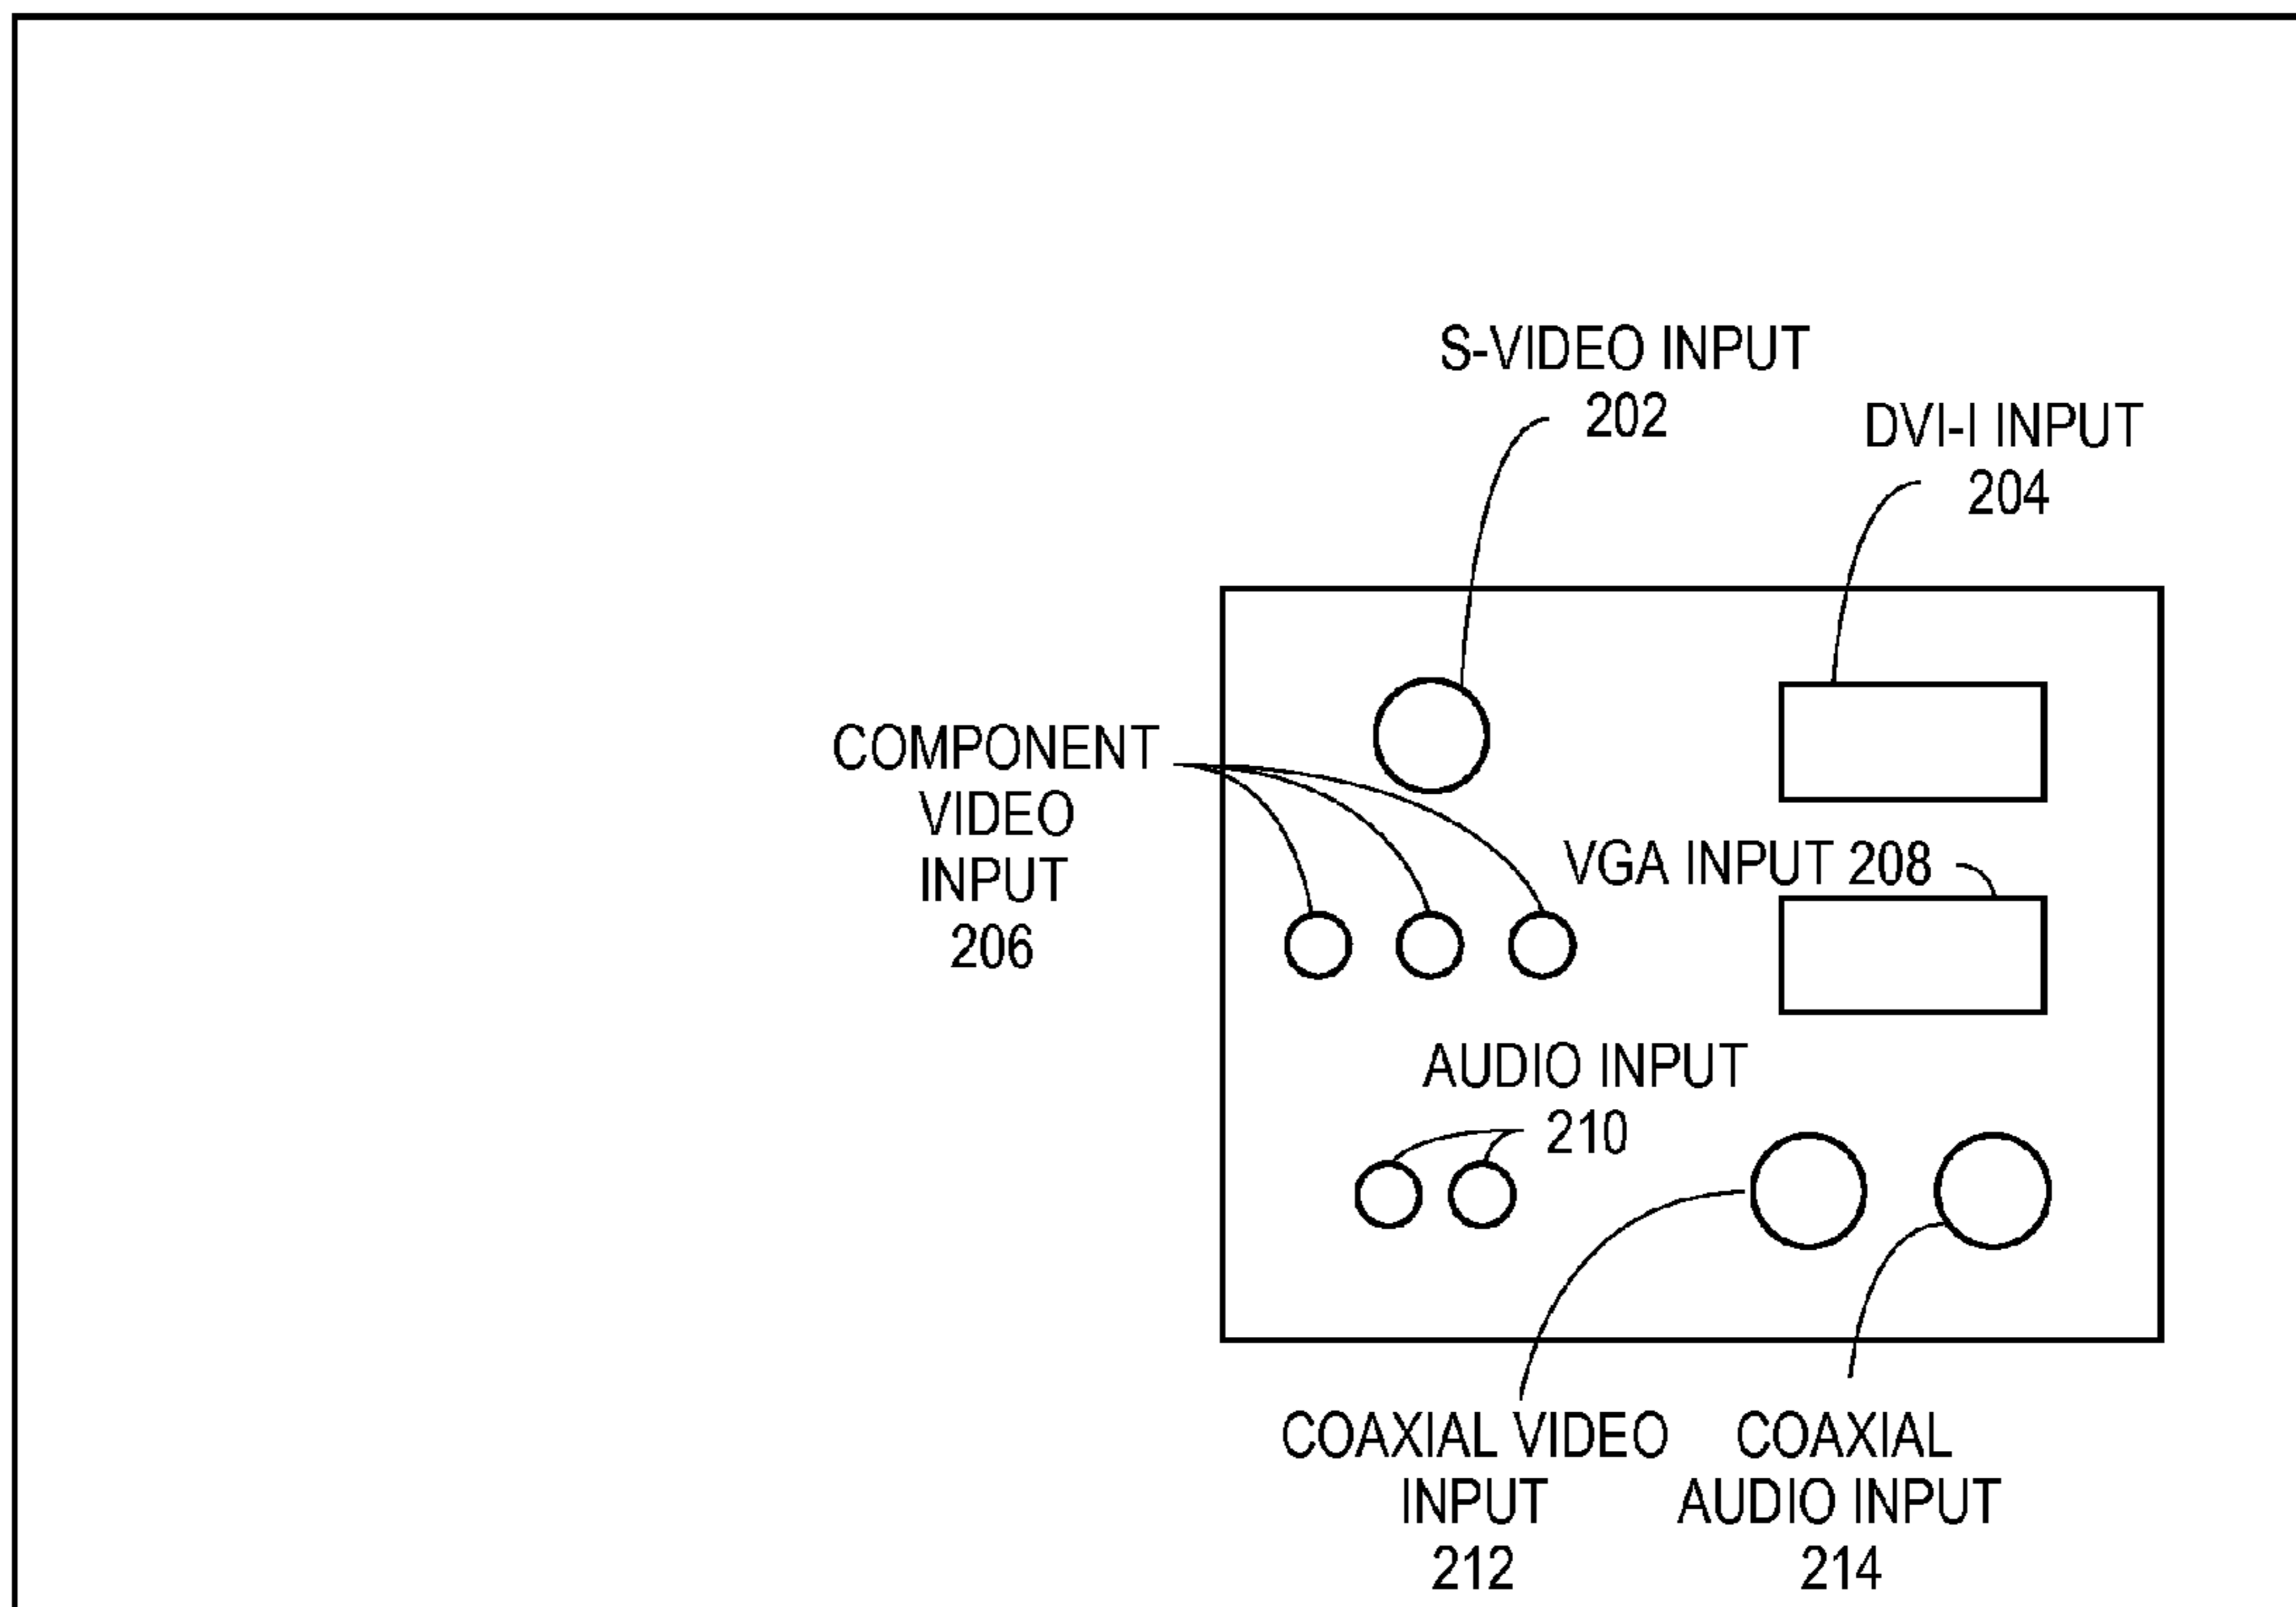 S-VIDEO INPUT
202
DVI-I INPUT
204
COMPONENT
VIDEO
INPUT
206
VGA INPUT 208
AUDIO INPUT
210
COAXIAL VIDEO
INPUT
212
COAXIAL
AUDIO INPUT
214